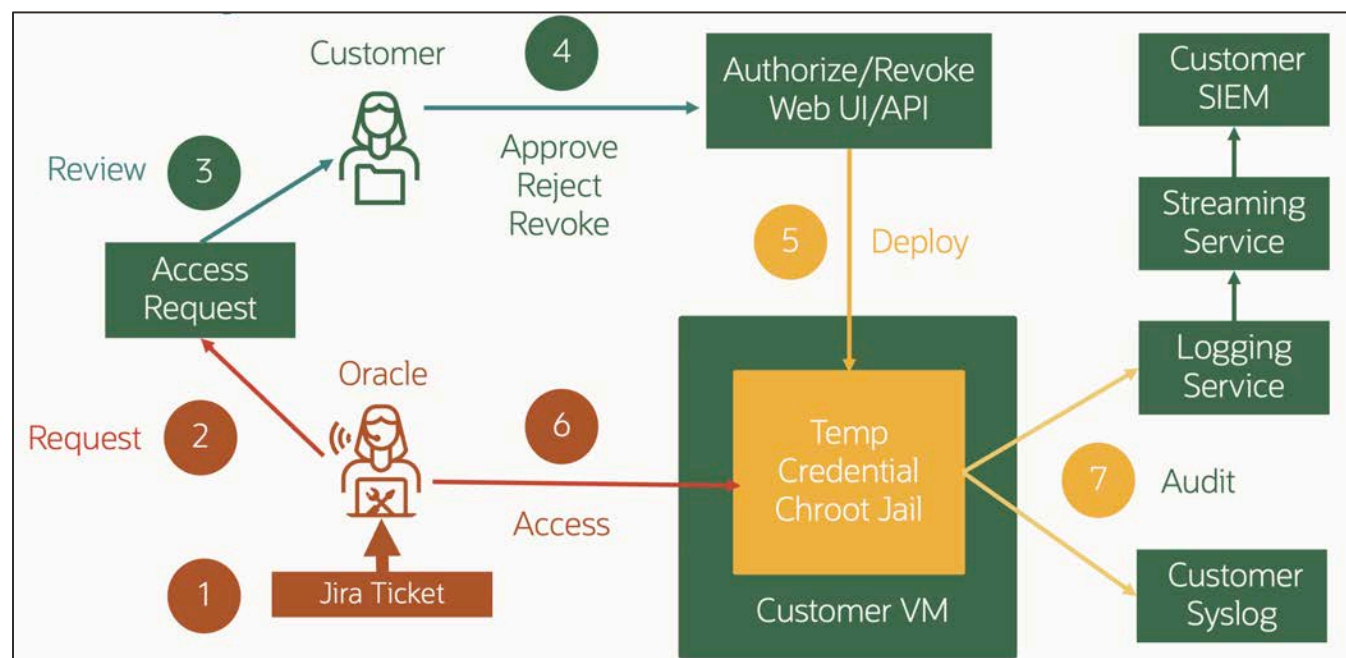 Customer
4
Authorize/Revoke
Web UI/API
Customer
SIEM
Review
3
Approve
Reject
Revoke
5
Deploy
Streaming
Service
Access
Request
Logging
Service
Oracle
Request
2
6
Access
Temp
Credential
Chroot Jail
7
Audit
1
Jira Ticket
Customer VM
Customer
Syslog